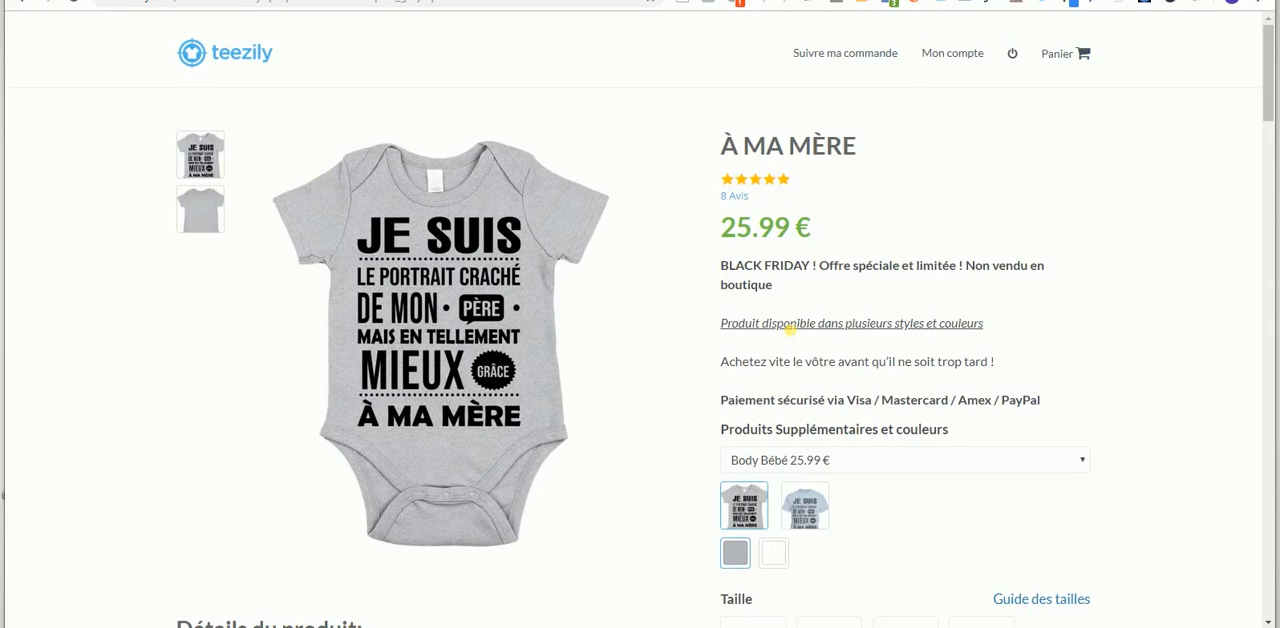 teezily
Suivre ma commande
Mon compte
Panier
JE SUIS
LE PORTRAIT CRACHÉ
DE MON • PÈRE •
MAIS EN TELLEMENT
MIEUX GRÂCE
À MA MÈRE
À MA MÈRE
8 Avis
25.99 €
BLACK FRIDAY ! Offre spéciale et limitée ! Non vendu en
boutique
Produit disponible dans plusieurs styles et couleurs
Achetez vite le vôtre avant qu'il ne soit trop tard !
Paiement sécurisé via Visa / Mastercard / Amex / PayPal
Produits Supplémentaires et couleurs
Body Bébé 25.99 €
Taille
Guide des tailles
Détails du produit: